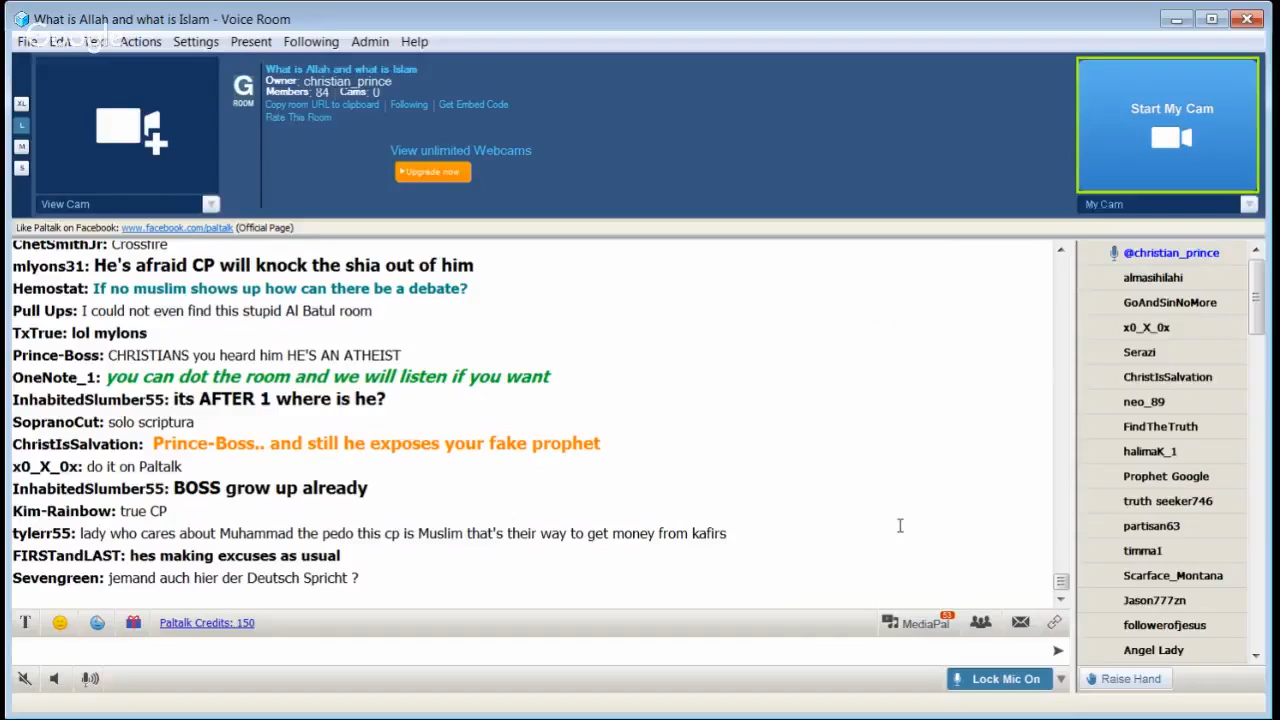 What is Allah and what is Islam - Voice Room
Google
File Edit Text Actions Settings Present Following Admin Help
XL
L
M
S
G
ROOM
What is Allah and what is Islam
Owner: christian_prince
Members: 84 Cams: 0
Copy room URL to clipboard | Following | Get Embed Code
Rate This Room
View unlimited Webcams
Upgrade now
Start My Cam
View Cam
My Cam
Like Paltalk on Facebook: www.facebook.com/paltalk (Official Page)
ChetSmithJr: Crossfire
mlyons31: He's afraid CP will knock the shia out of him
Hemostat: If no muslim shows up how can there be a debate?
Pull Ups: I could not even find this stupid Al Batul room
TxTrue: lol mylons
Prince-Boss: CHRISTIANS you heard him HE'S AN ATHEIST
OneNote_1: you can dot the room and we will listen if you want
InhabitedSlumber55: its AFTER 1 where is he?
SopranoCut: solo scriptura
ChristIsSalvation: Prince-Boss.. and still he exposes your fake prophet
x0_X_0x: do it on Paltalk
InhabitedSlumber55: BOSS grow up already
Kim-Rainbow: true CP
tylerr55: lady who cares about Muhammad the pedo this cp is Muslim that's their way to get money from kafirs
FIRSTandLAST: hes making excuses as usual
Sevengreen: jemand auch hier der Deutsch Spricht ?
@christian_prince
almasihilahi
GoAndSinNoMore
x0_X_0x
Serazi
ChristIsSalvation
neo_89
FindTheTruth
halimaK_1
Prophet Google
truth seeker746
partisan63
timma1
Scarface_Montana
Jason777zn
followerofjesus
Angel Lady
T
Paltalk Credits: 150
MediaPal
53
Lock Mic On
Raise Hand